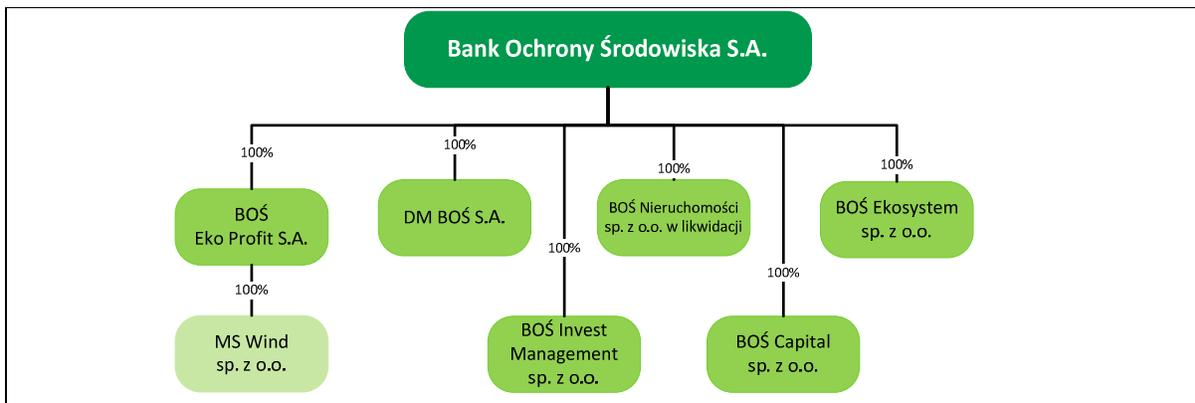 Bank Ochrony Środowiska S.A.
100%
100%
100%
100%
BOŚ
Eko Profit S.A.
DM BOŚ S.A.
BOŚ Nieruchomości
sp. z o.o. w likwidacji
BOŚ Ekosystem
sp. z o.o.
100%
100%
100%
MS Wind
sp. z o.o.
BOŚ Invest
Management
sp. z o.o.
BOŚ Capital
sp. z o.o.